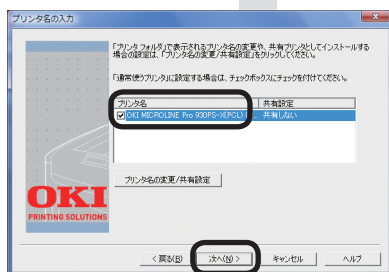 プリンタ名の入力
「プリンタ フォルダ」で表示されるプリンタ名の変更や、共有プリンタとしてインストールする
場合の設定は、「プリンタ名の変更/共有設定」をクリックしてください。
「通常使うプリンタ」に設定する場合は、チェックボックスにチェックを付けてください。
プリンタ名 共有設定
OKI MICROLINE Pro 930PS-X(PCL) ... 共有しない
プリンタ名の変更/共有設定
OKI
PRINTING SOLUTIONS
< 戻る(B) 次へ(N) > キャンセル ヘルプ